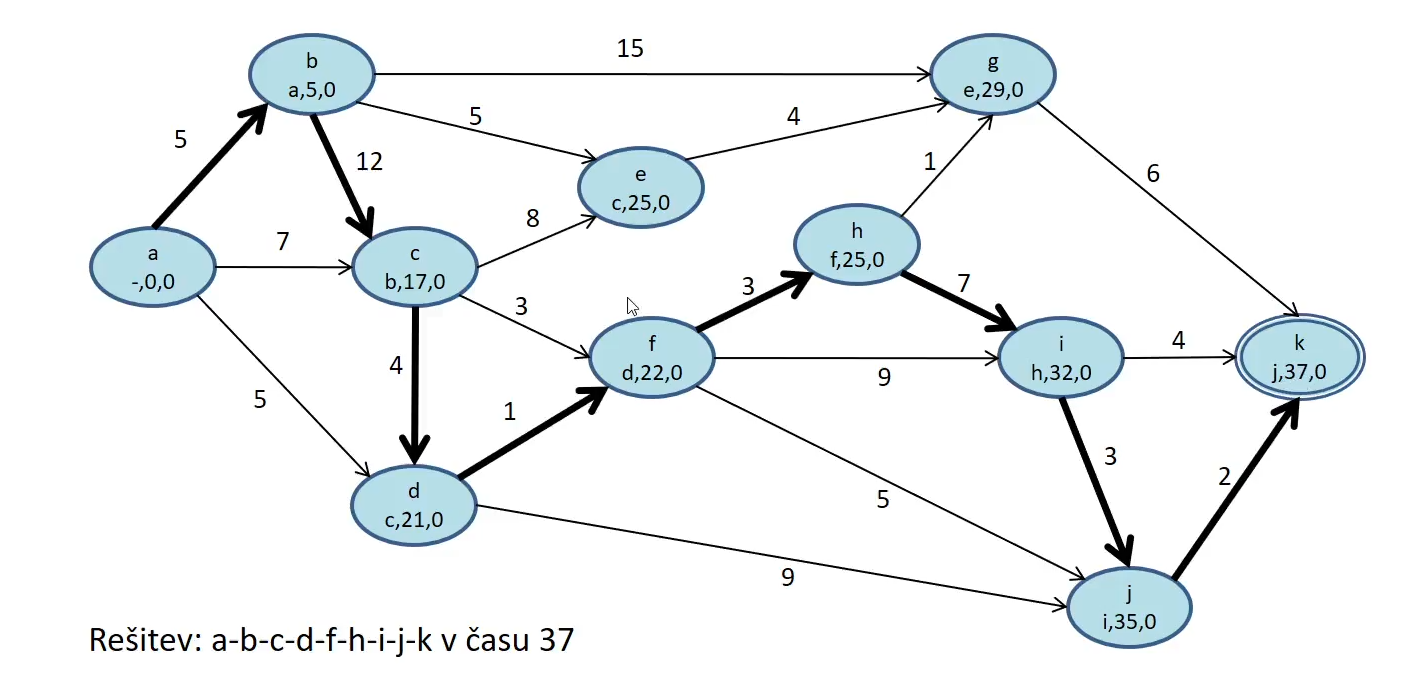 b
a,5,0
15
g
e,29,0
5
5
4
12
1
6
e
c,25,0
8
h
f,25,0
a
-,0,0
7
c
b,17,0
3
3
7
f
d,22,0
i
h,32,0
4
k
j,37,0
4
9
5
1
3
2
5
d
c,21,0
9
j
i,35,0
Rešitev: a-b-c-d-f-h-i-j-k v času 37